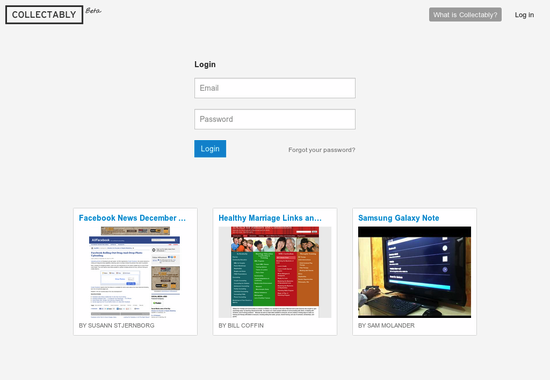 COLLECTABLY Beta
What is Collectably? Log in
Login
Email
Password
Login Forgot your password?
Facebook News December ...
Healthy Marriage Links an...
Samsung Galaxy Note
BY SUSANN STJERNBORG
BY BILL COFFIN
BY SAM MOLANDER